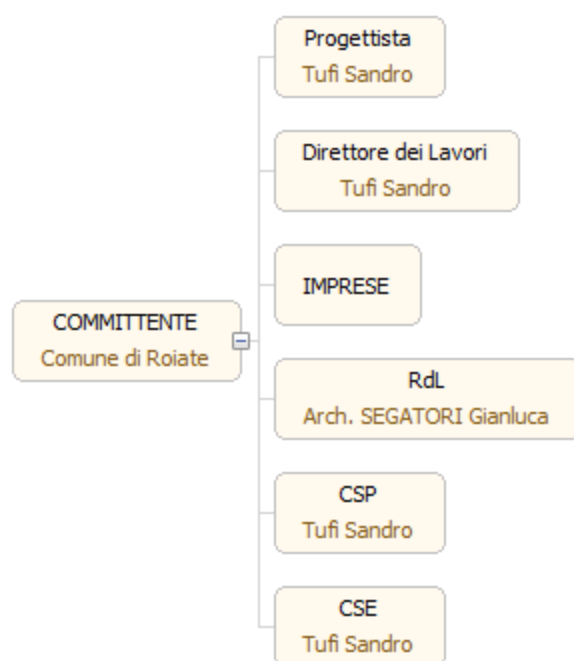 Progettista
Tufi Sandro
Direttore dei Lavori
Tufi Sandro
IMPRESE
COMMITTENTE
Comune di Roiate
RdL
Arch. SEGATORI Gianluca
CSP
Tufi Sandro
CSE
Tufi Sandro